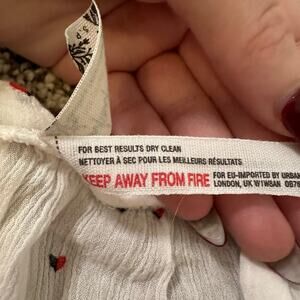 FOR BEST RESULTS DRY CLEAN
NETTOYER À SEC POUR LES MEILLEURS RÉSULTATS
KEEP AWAY FROM FIRE
FOR EU-IMPORTED BY URBAN
LONDON, UK W1W8AN